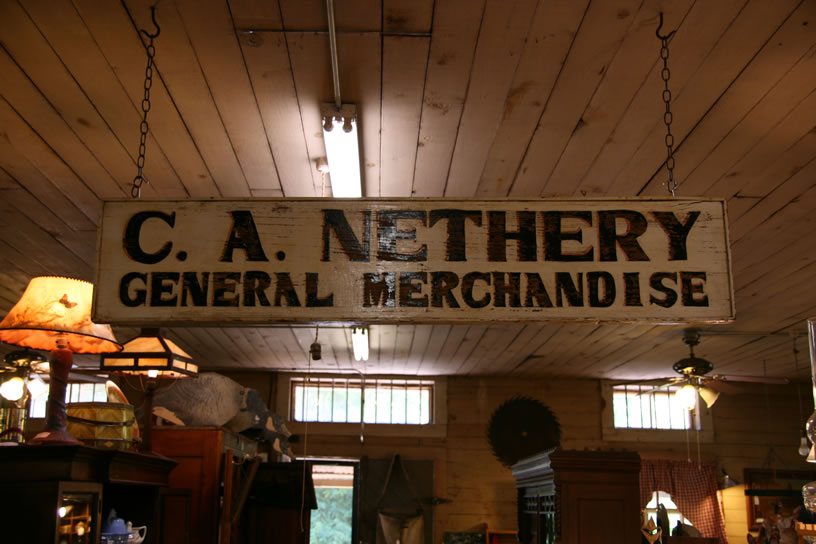 C. A. NETHERY
GENERAL MERCHANDISE